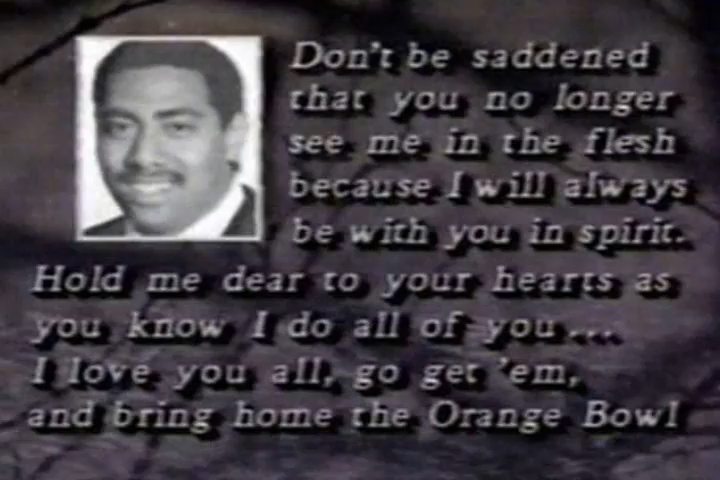 Don't be saddened
that you no longer
see me in the flesh
because I will always
be with you in spirit.
Hold me dear to your hearts as
you know I do all of you....
I love you all, go get 'em,
and bring home the Orange Bowl